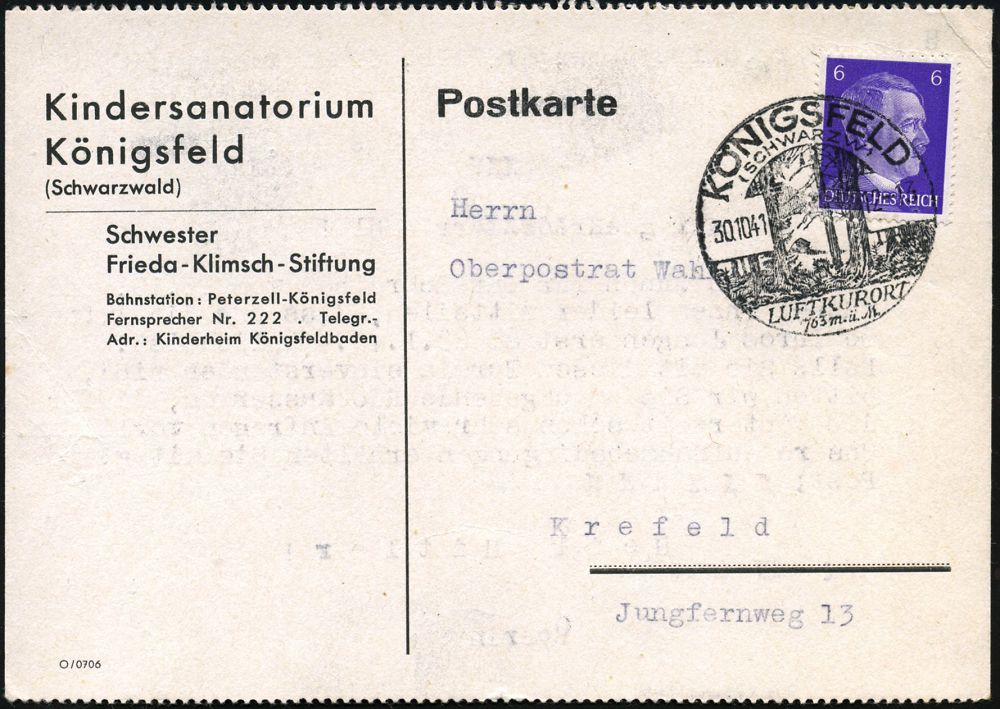 Kindersanatorium
Königsfeld
(Schwarzwald)
Schwester
Frieda-Klimsch-Stiftung
Bahnstation: Peterzell-Königsfeld
Fernsprecher Nr. 222 . Telegr.-
Adr.: Kinderheim Königsfeldbaden
O/0706
Postkarte
6 6
DEUTSCHES REICH
KÖNIGSFELD
(SCHWARZW)
30.10.41
LUFTKURORT
763 m.ü.M
Herrn
Oberpostrat
Krefeld
Jungfernweg 13